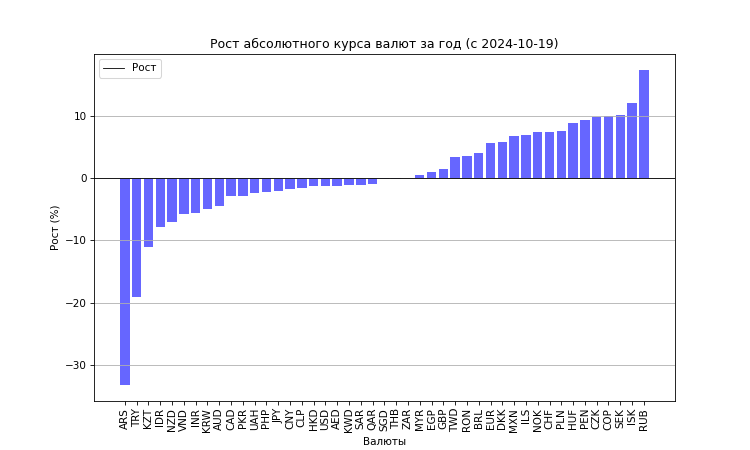 Рост абсолютного курса валют за год (с 2024-10-19)
Рост
10
0
−10
−20
−30
Рост (%)
ARS TRY KZT IDR NZD VND INR KRW AUD CAD PKR UAH PHP JPY CNY CLP HKD USD AED KWD SAR QAR SGD THB ZAR MYR EGP GBP TWD RON BRL EUR DKK MXN ILS NOK CHF PLN HUF PEN CZK COP SEK ISK RUB
Валюты